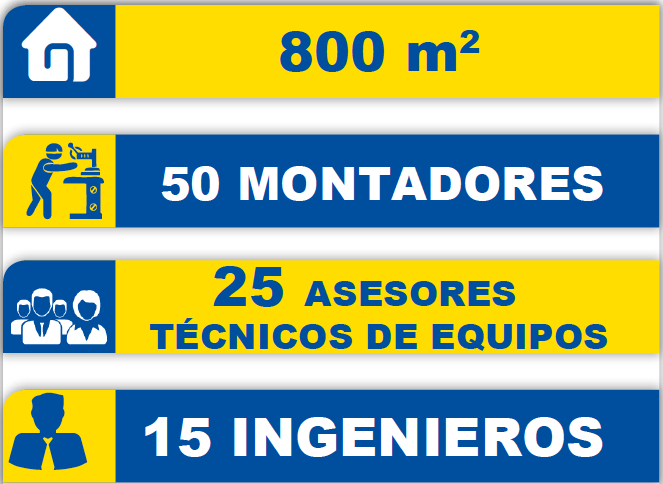 800 m²
50 MONTADORES
25 ASESORES
TÉCNICOS DE EQUIPOS
15 INGENIEROS